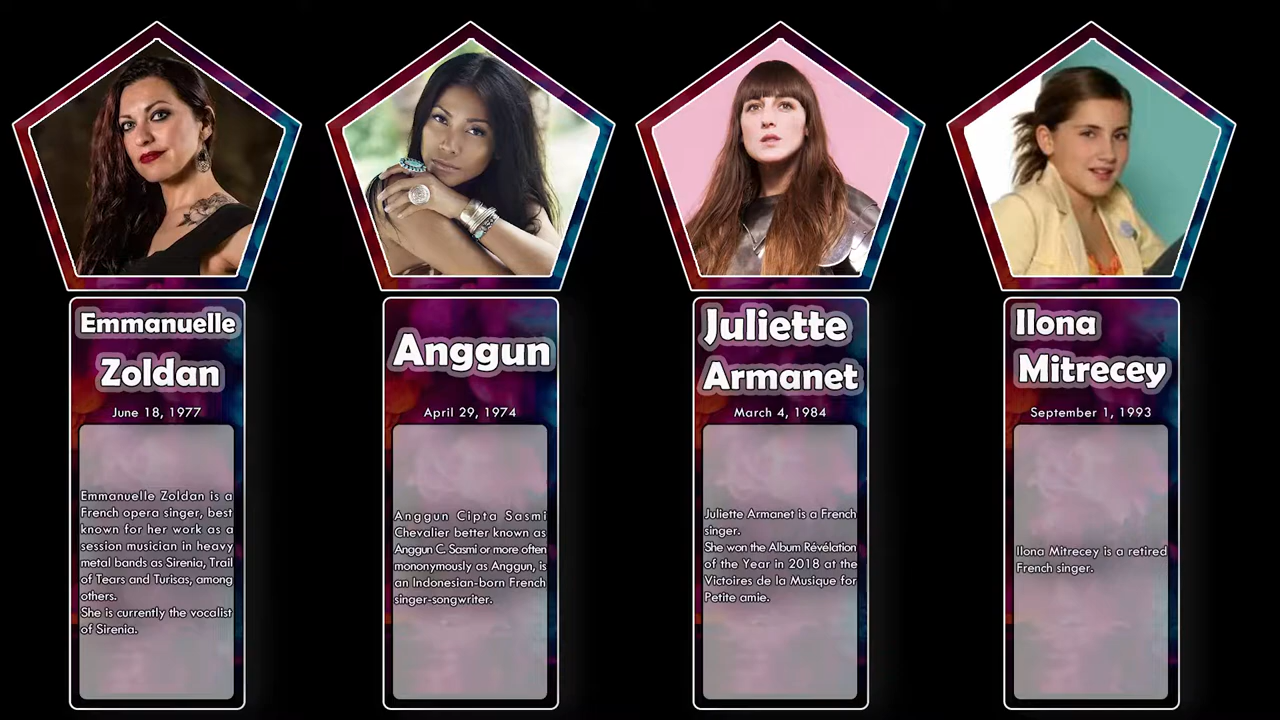 Emmanuelle
Zoldan
June 18, 1977
Emmanuelle Zoldan is a
French opera singer, best
known for her work as a
session musician in heavy
metal bands as Sirenia, Trail
of Tears and Turisas, among
others.
She is currently the vocalist
of Sirenia.
Anggun
April 29, 1974
Anggun Cipta Sasmi
Chevalier better known as
Anggun C. Sasmi or more often
mononymously as Anggun, is
an Indonesian-born French
singer-songwriter.
Juliette
Armanet
March 4, 1984
Juliette Armanet is a French
singer.
She won the Album Révélation
of the Year in 2018 at the
Victoires de la Musique for
Petite amie.
Ilona
Mitrecey
September 1, 1993
Ilona Mitrecey is a retired
French singer.